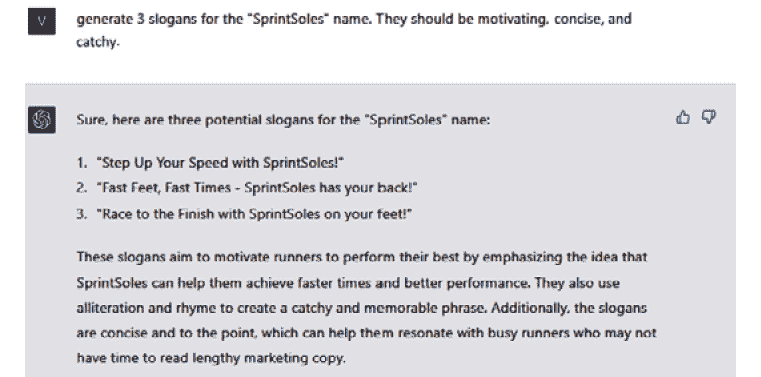 V
generate 3 slogans for the "SprintSoles" name. They should be motivating, concise, and
catchy.
Sure, here are three potential slogans for the "SprintSoles" name:
1. "Step Up Your Speed with SprintSoles!"
2. "Fast Feet, Fast Times - SprintSoles has your back!"
3. "Race to the Finish with SprintSoles on your feet!"
These slogans aim to motivate runners to perform their best by emphasizing the idea that
SprintSoles can help them achieve faster times and better performance. They also use
alliteration and rhyme to create a catchy and memorable phrase. Additionally, the slogans
are concise and to the point, which can help them resonate with busy runners who may not
have time to read lengthy marketing copy.